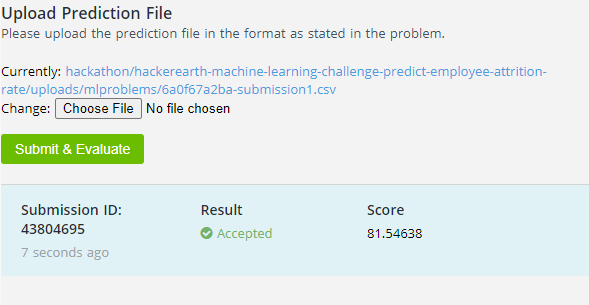 Upload Prediction File
Please upload the prediction file in the format as stated in the problem.
Currently: hackathon/hackerearth-machine-learning-challenge-predict-employee-attrition-
rate/uploads/mlproblems/6a0f67a2ba-submission1.csv
Change: Choose File No file chosen
Submit & Evaluate
Submission ID: Result Score
43804695 Accepted 81.54638
7 seconds ago